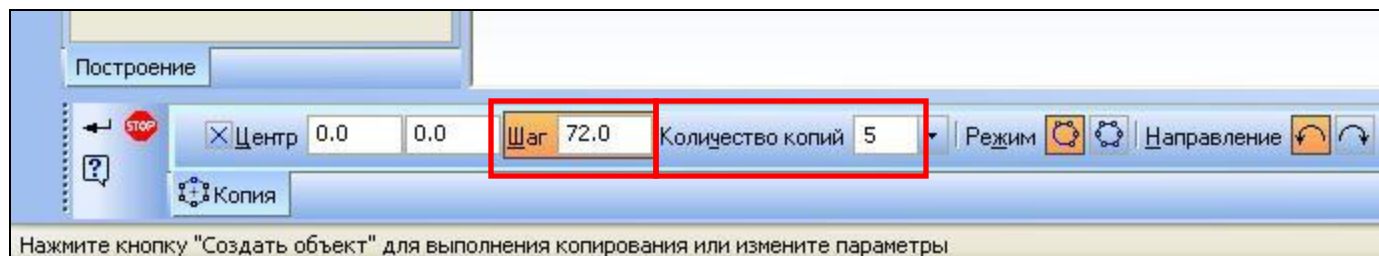 Построение
STOP Центр 0.0 0.0 Шаг 72.0 Количество копий 5 Режим Направление
?
Копия
Нажмите кнопку "Создать объект" для выполнения копирования или измените параметры